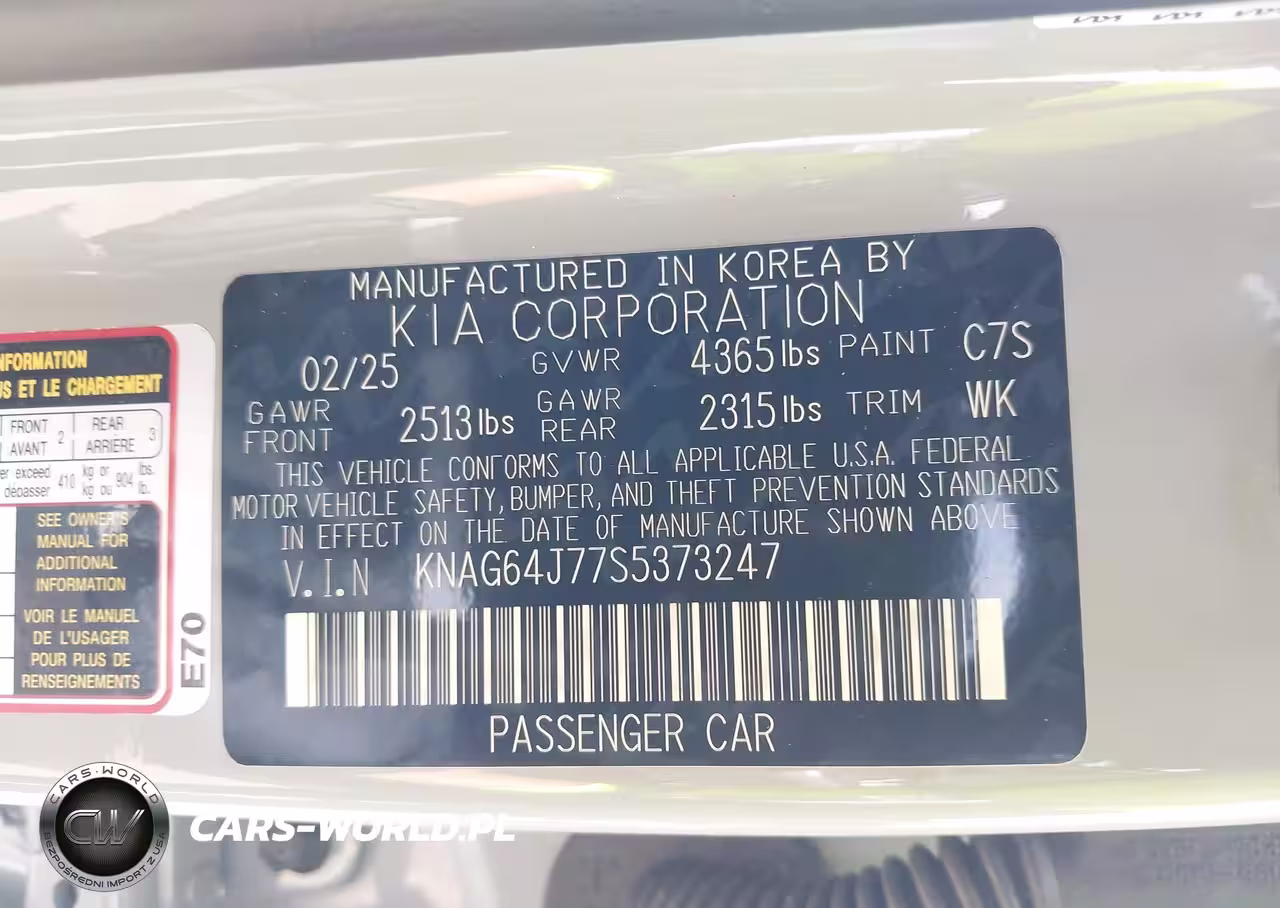 MANUFACTURED IN KOREA BY
KIA CORPORATION
02/25 GVWR 4365 lbs PAINT C7S
GAWR FRONT 2513 lbs GAWR REAR 2315 lbs TRIM WK
THIS VEHICLE CONFORMS TO ALL APPLICABLE U.S.A. FEDERAL
MOTOR VEHICLE SAFETY, BUMPER, AND THEFT PREVENTION STANDARDS
IN EFFECT ON THE DATE OF MANUFACTURE SHOWN ABOVE
V.I.N KNAG64J77S5373247
PASSENGER CAR
US ET LE CHARGEMENT
FRONT 2 REAR 3
AVANT ARRIÈRE
exceed 410 kg or 904 lbs.
dépasser kg ou lb.
SEE OWNER'S
MANUAL FOR
ADDITIONAL
INFORMATION
VOIR LE MANUEL
DE L'USAGER
POUR PLUS DE
RENSEIGNEMENTS
E70
CARS-WORLD
CW
BEZPOŚREDNI IMPORT Z USA
CARS-WORLD.PL